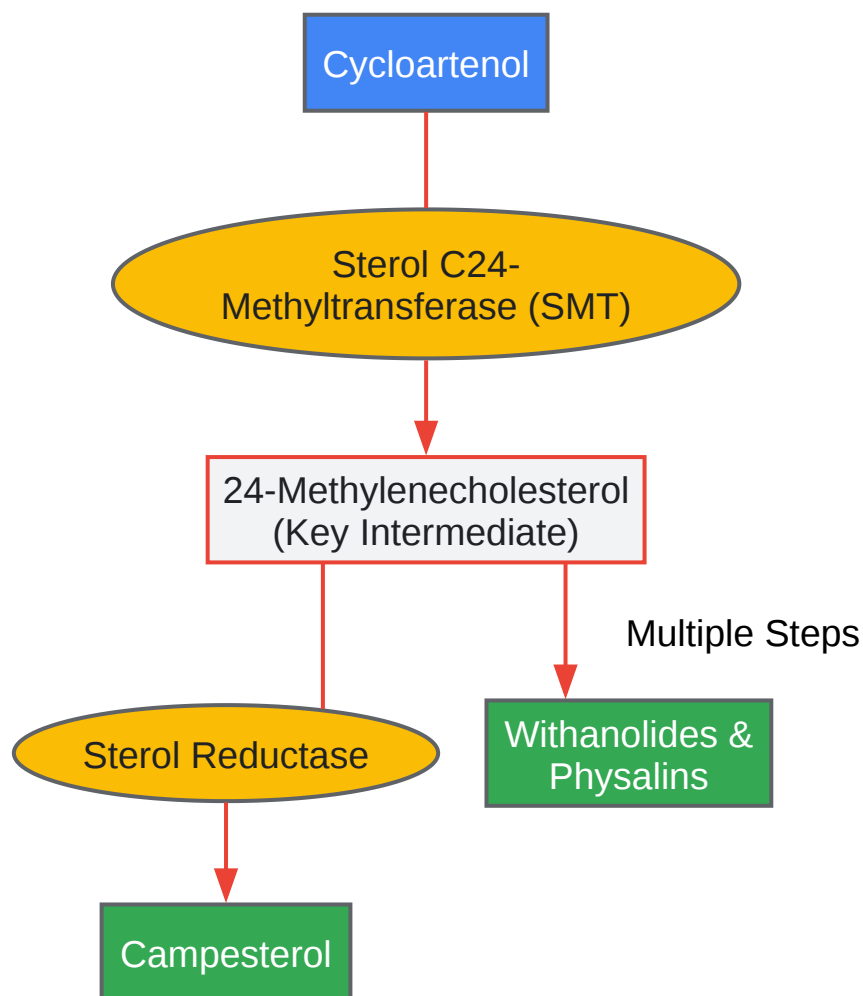 Cycloartenol
Sterol C24-
Methyltransferase (SMT)
24-Methylenecholesterol
(Key Intermediate)
Multiple Steps
Withanolides &
Physalins
Sterol Reductase
Campesterol